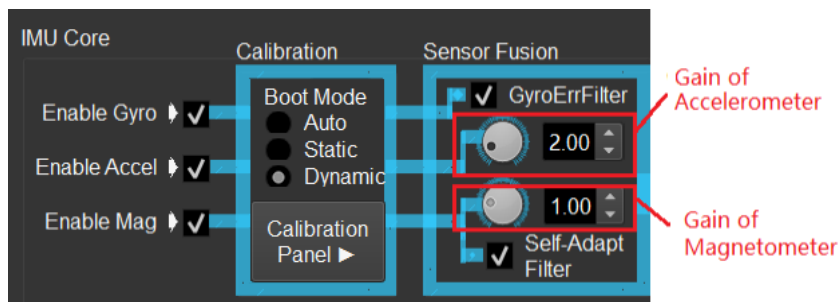 IMU Core
Calibration
Sensor Fusion
Enable Gyro
Enable Accel
Enable Mag
Boot Mode
Auto
Static
Dynamic
Calibration
Panel ►
GyroErrFilter
2.00
1.00
Self-Adapt
Filter
Gain of
Accelerometer
Gain of
Magnetometer